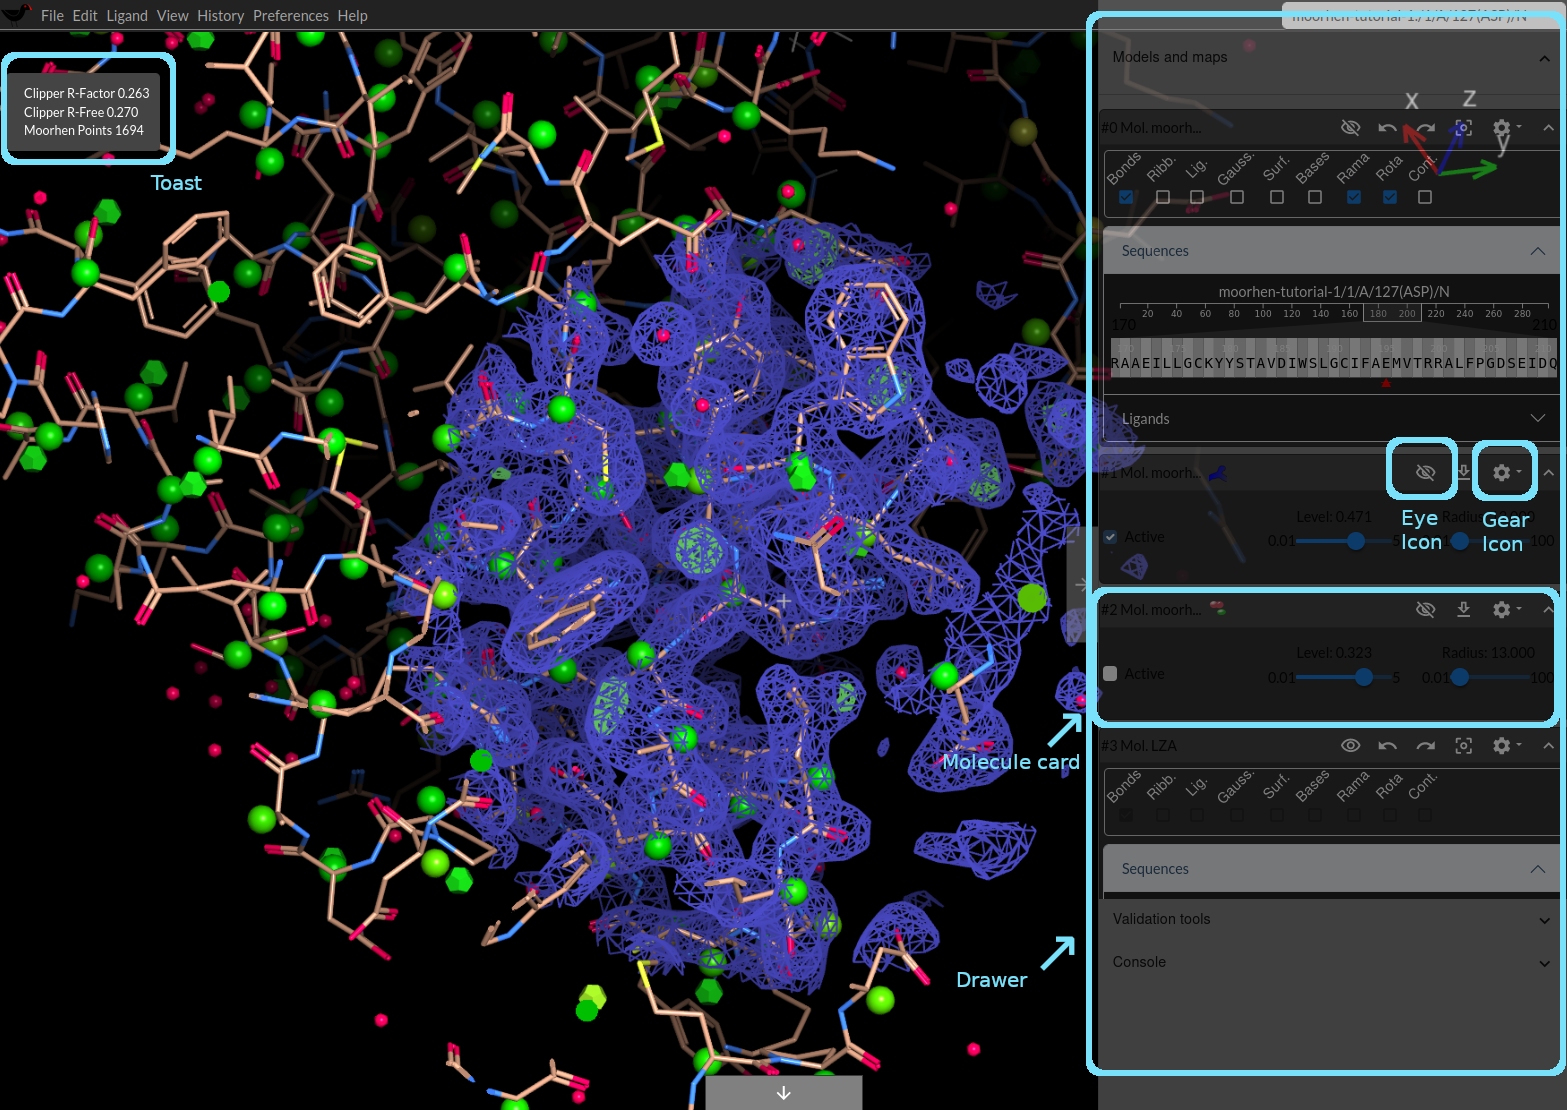 File Edit Ligand View History Preferences Help
moorhen-tutorial-1:/1/A/127(ASP)/N
Clipper R-Factor 0.263
Clipper R-Free 0.270
Moorhen Points 1694
Toast
Models and maps
x z y
#0 Mol. moorh...
Bonds Ribb. Lig. Gauss. Surf. Bases Rama Rota Cont.
Sequences
moorhen-tutorial-1/1/A/127(ASP)/N
20 40 60 80 100 120 140 160 180 200 220 240 260 280
170 210
RAAEILLGCKYYSTAVDIWSLGCIFAEMVTRRALFPGDSEIDQ
Ligands
#1 Mol. moorh...
Eye Icon
Gear Icon
Level: 0.471
Active 0.01 5 100
#2 Mol. moorh...
Level: 0.323 Radius: 13.000
Active 0.01 5 0.01 100
Molecule card
#3 Mol. LZA
Bonds Ribb. Lig. Gauss. Surf. Bases Rama Rota Cont.
Sequences
Validation tools
Console
Drawer